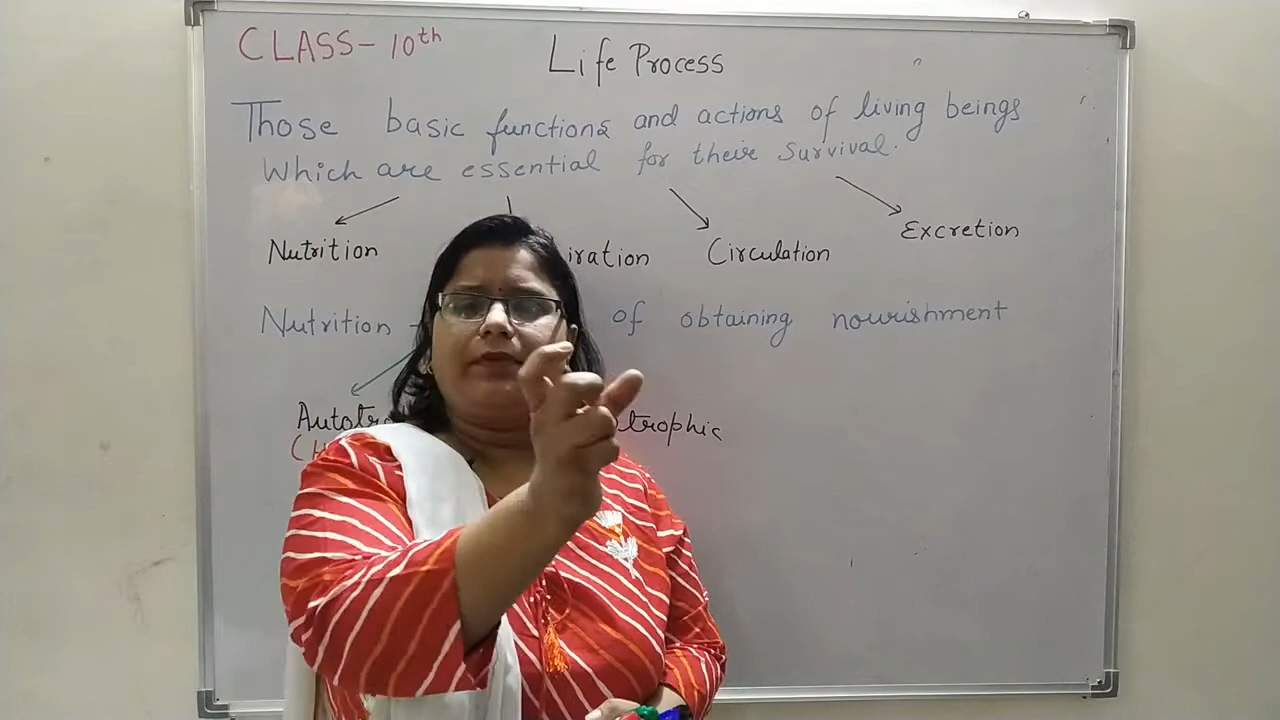 CLASS- 10th
Life Process
Those basic functions and actions of living beings
which are essential for their survival.
Nutrition iration Circulation Excretion
Nutrition - of obtaining nourishment
Autotro trophic
(H